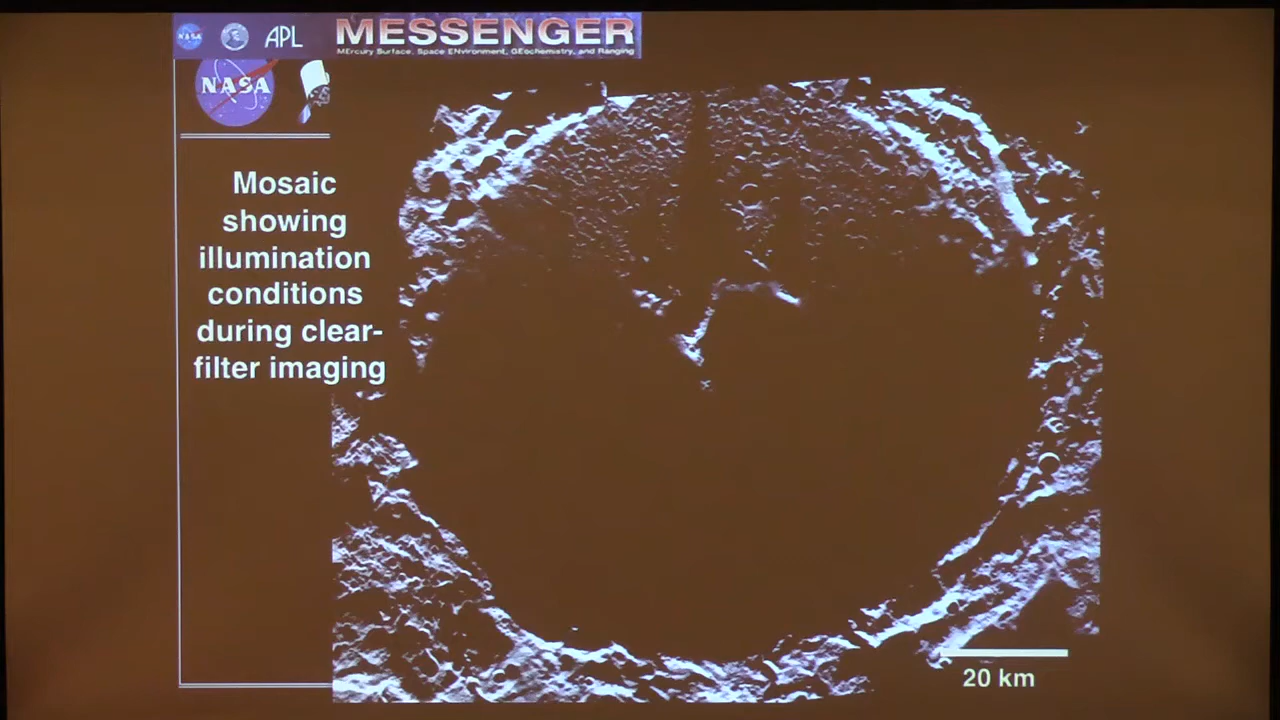 NASA
APL
MESSENGER
MErcury Surface, Space ENvironment, GEochemistry, and Ranging
NASA
Mosaic
showing
illumination
conditions
during clear-
filter imaging
20 km